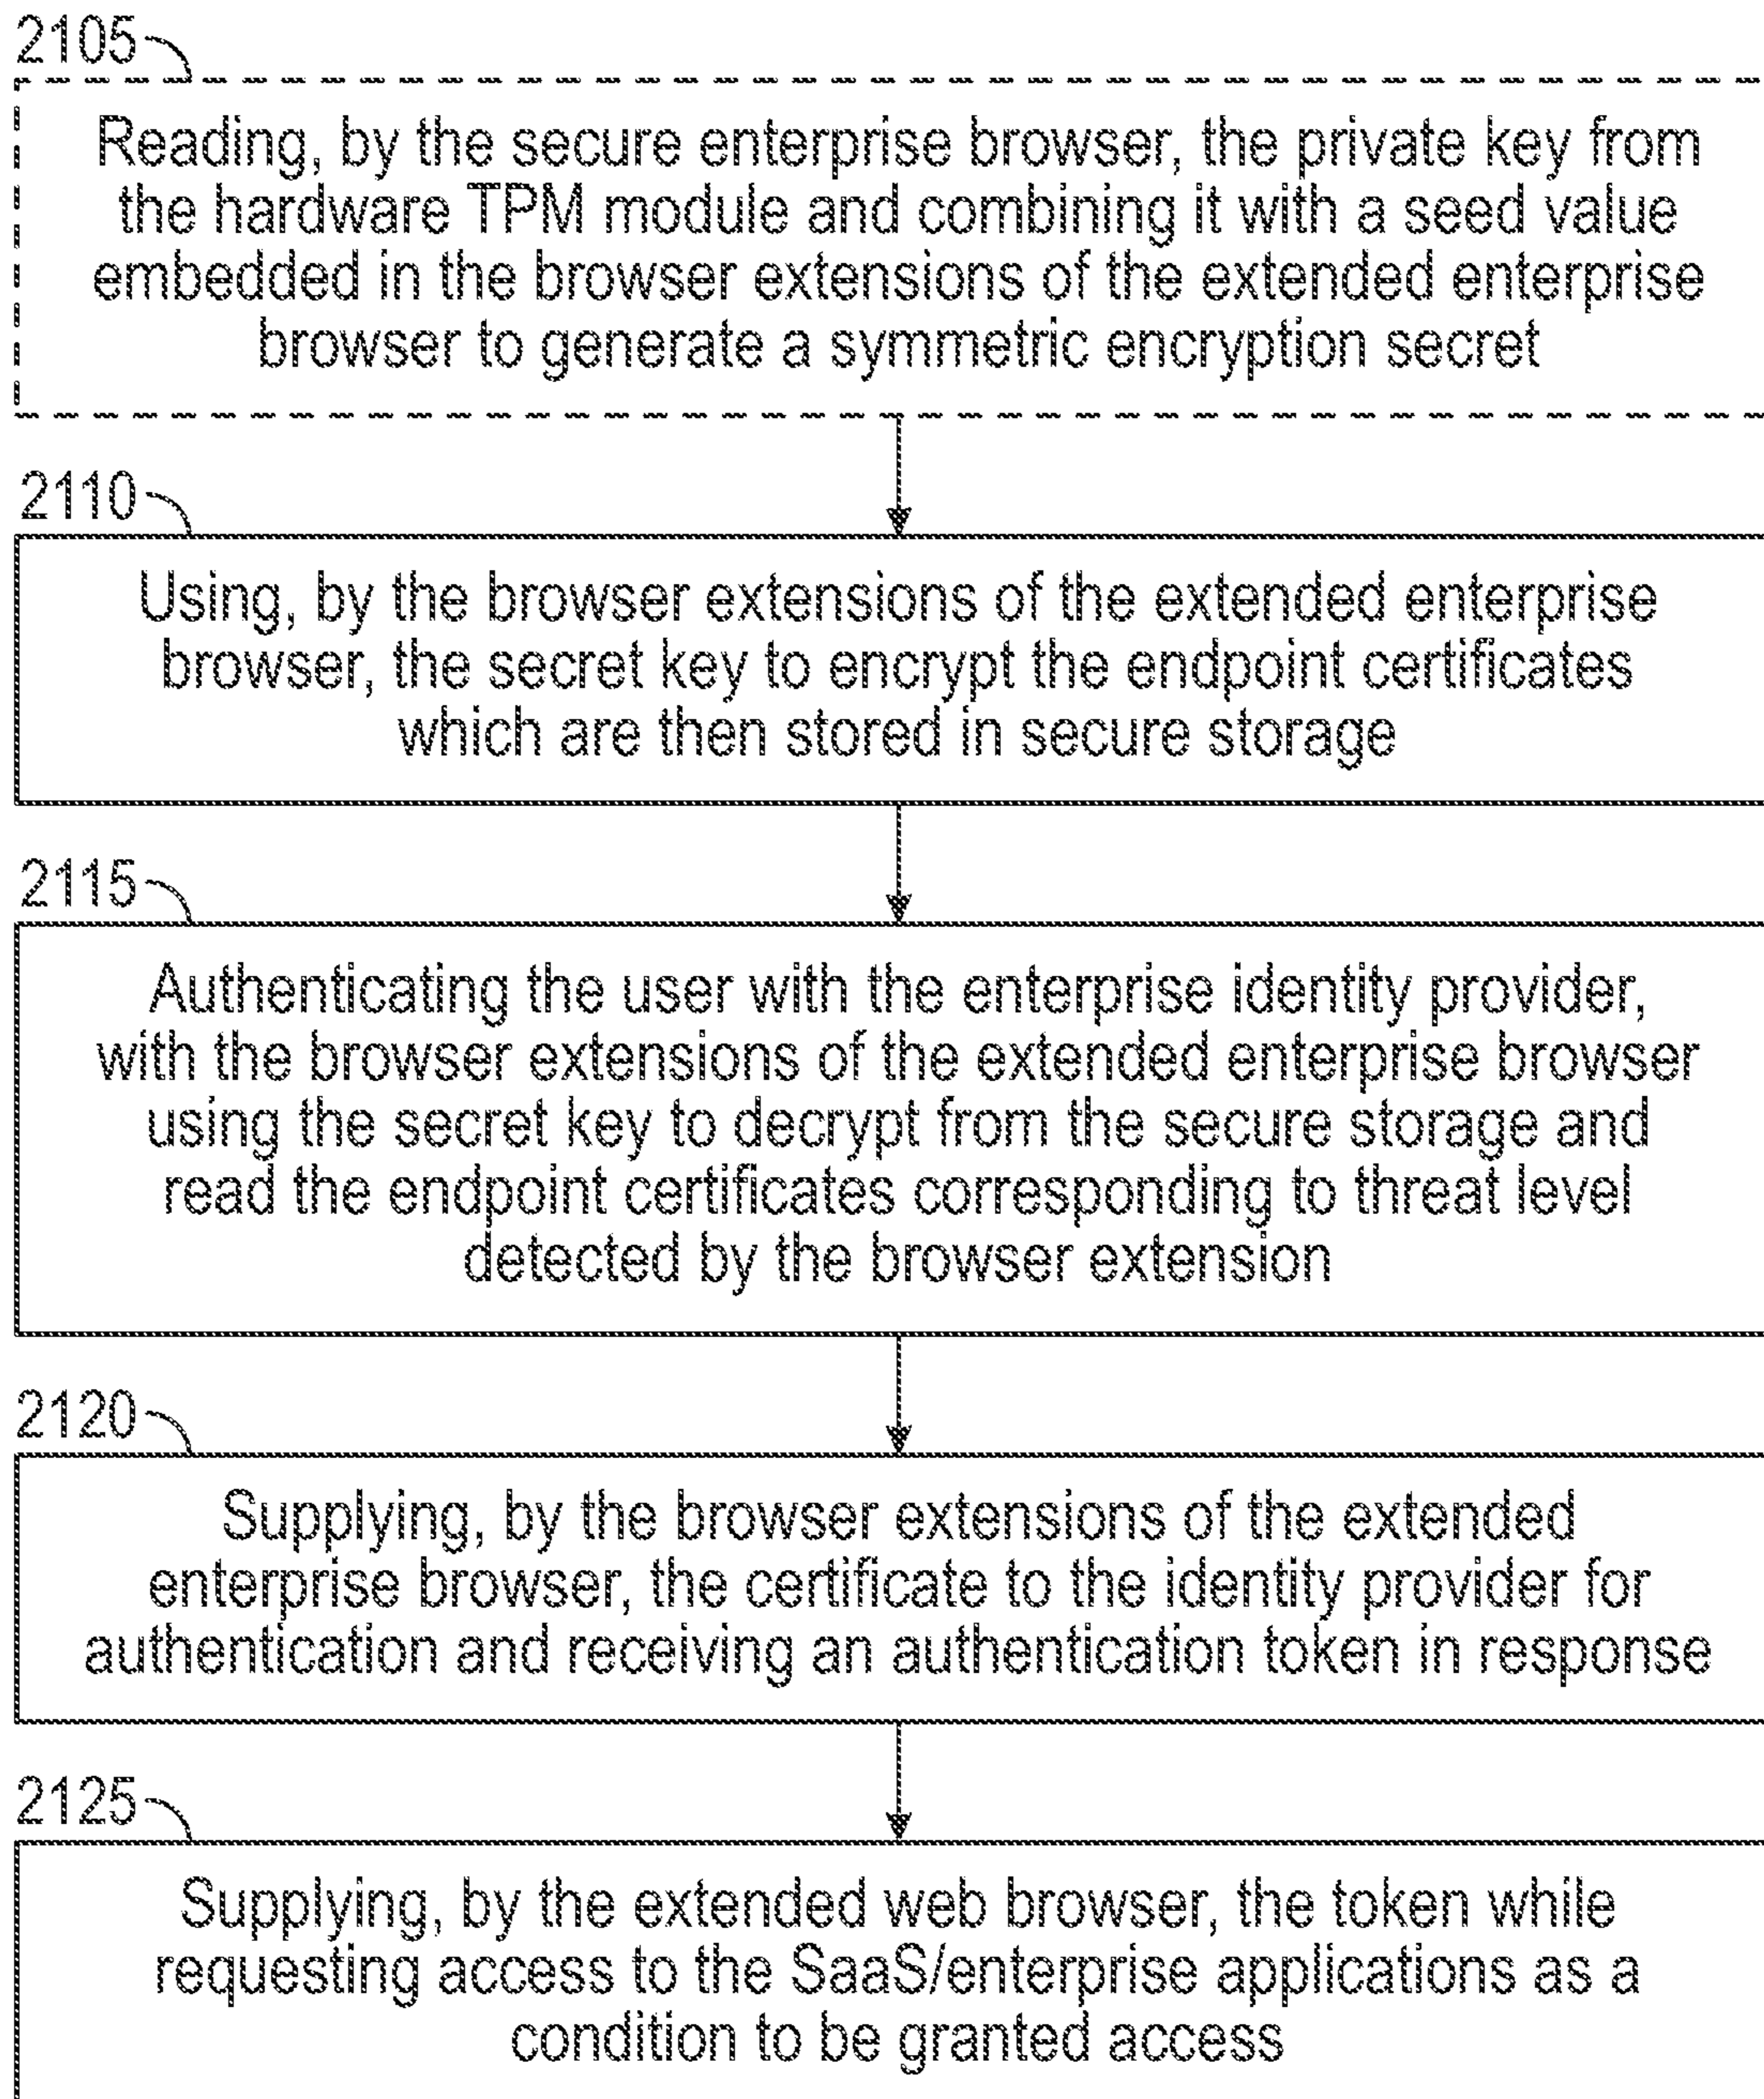 2105
Reading, by the secure enterprise browser, the private key from
the hardware TPM module and combining it with a seed value
embedded in the browser extensions of the extended enterprise
browser to generate a symmetric encryption secret
2110
Using, by the browser extensions of the extended enterprise
browser, the secret key to encrypt the endpoint certificates
which are then stored in secure storage
2115
Authenticating the user with the enterprise identity provider,
with the browser extensions of the extended enterprise browser
using the secret key to decrypt from the secure storage and
read the endpoint certificates corresponding to threat level
detected by the browser extension
2120
Supplying, by the browser extensions of the extended
enterprise browser, the certificate to the identity provider for
authentication and receiving an authentication token in response
2125
Supplying, by the extended web browser, the token while
requesting access to the SaaS/enterprise applications as a
condition to be granted access